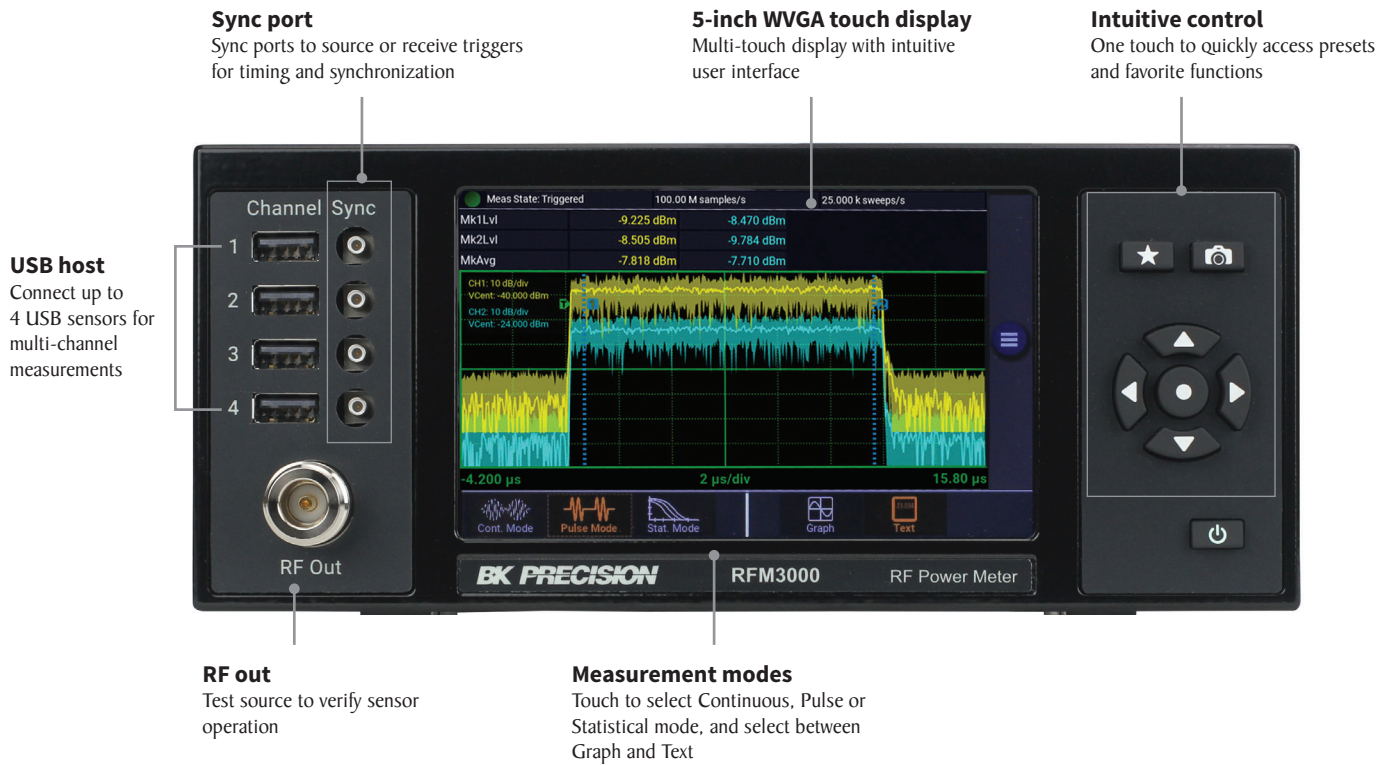 Sync port
Sync ports to source or receive triggers
for timing and synchronization
5-inch WVGA touch display
Multi-touch display with intuitive
user interface
Intuitive control
One touch to quickly access presets
and favorite functions
USB host
Connect up to
4 USB sensors for
multi-channel
measurements
Channel Sync
1
2
3
4
RF Out
Meas State: Triggered 100.00 M samples/s 25.000 k sweeps/s
Mk1Lvl -9.225 dBm -8.470 dBm
Mk2Lvl -8.505 dBm -9.784 dBm
MkAvg -7.818 dBm -7.710 dBm
CH1: 10 dB/div
VCent: -40.000 dBm
CH2: 10 dB/div
VCent: -24.000 dBm
-4.200 µs 2 µs/div 15.80 µs
Cont. Mode Pulse Mode Stat. Mode Graph Text
BK PRECISION RFM3000 RF Power Meter
RF out
Test source to verify sensor
operation
Measurement modes
Touch to select Continuous, Pulse or
Statistical mode, and select between
Graph and Text